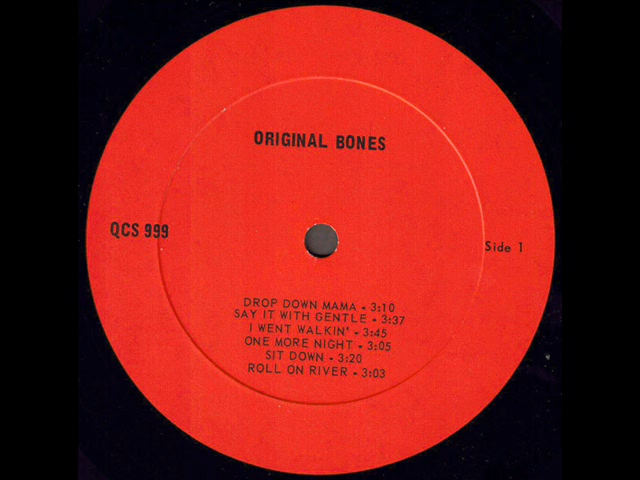 ORIGINAL BONES
QCS 999
Side 1
DROP DOWN MAMA - 3:10
SAY IT WITH GENTLE - 3:37
I WENT WALKIN' - 3:45
ONE MORE NIGHT - 3:05
SIT DOWN - 3:20
ROLL ON RIVER - 3:03